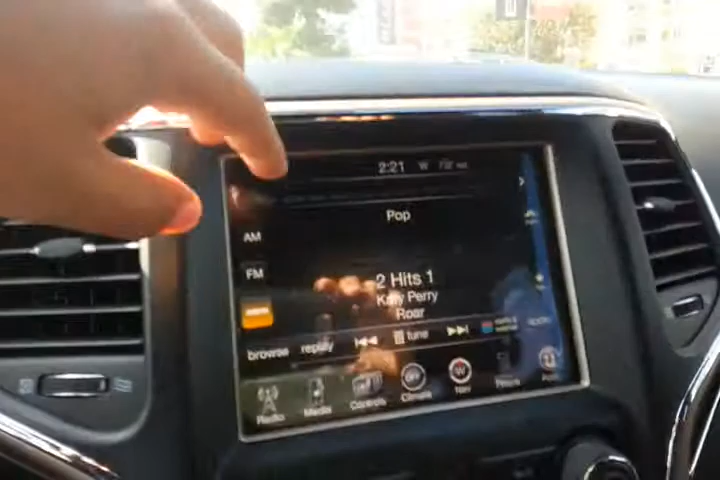 2:21 W
Pop
AM
FM
2 Hits 1
Katy Perry
Roar
browse replay tune
Radio Media Controls Climate Nav Phone